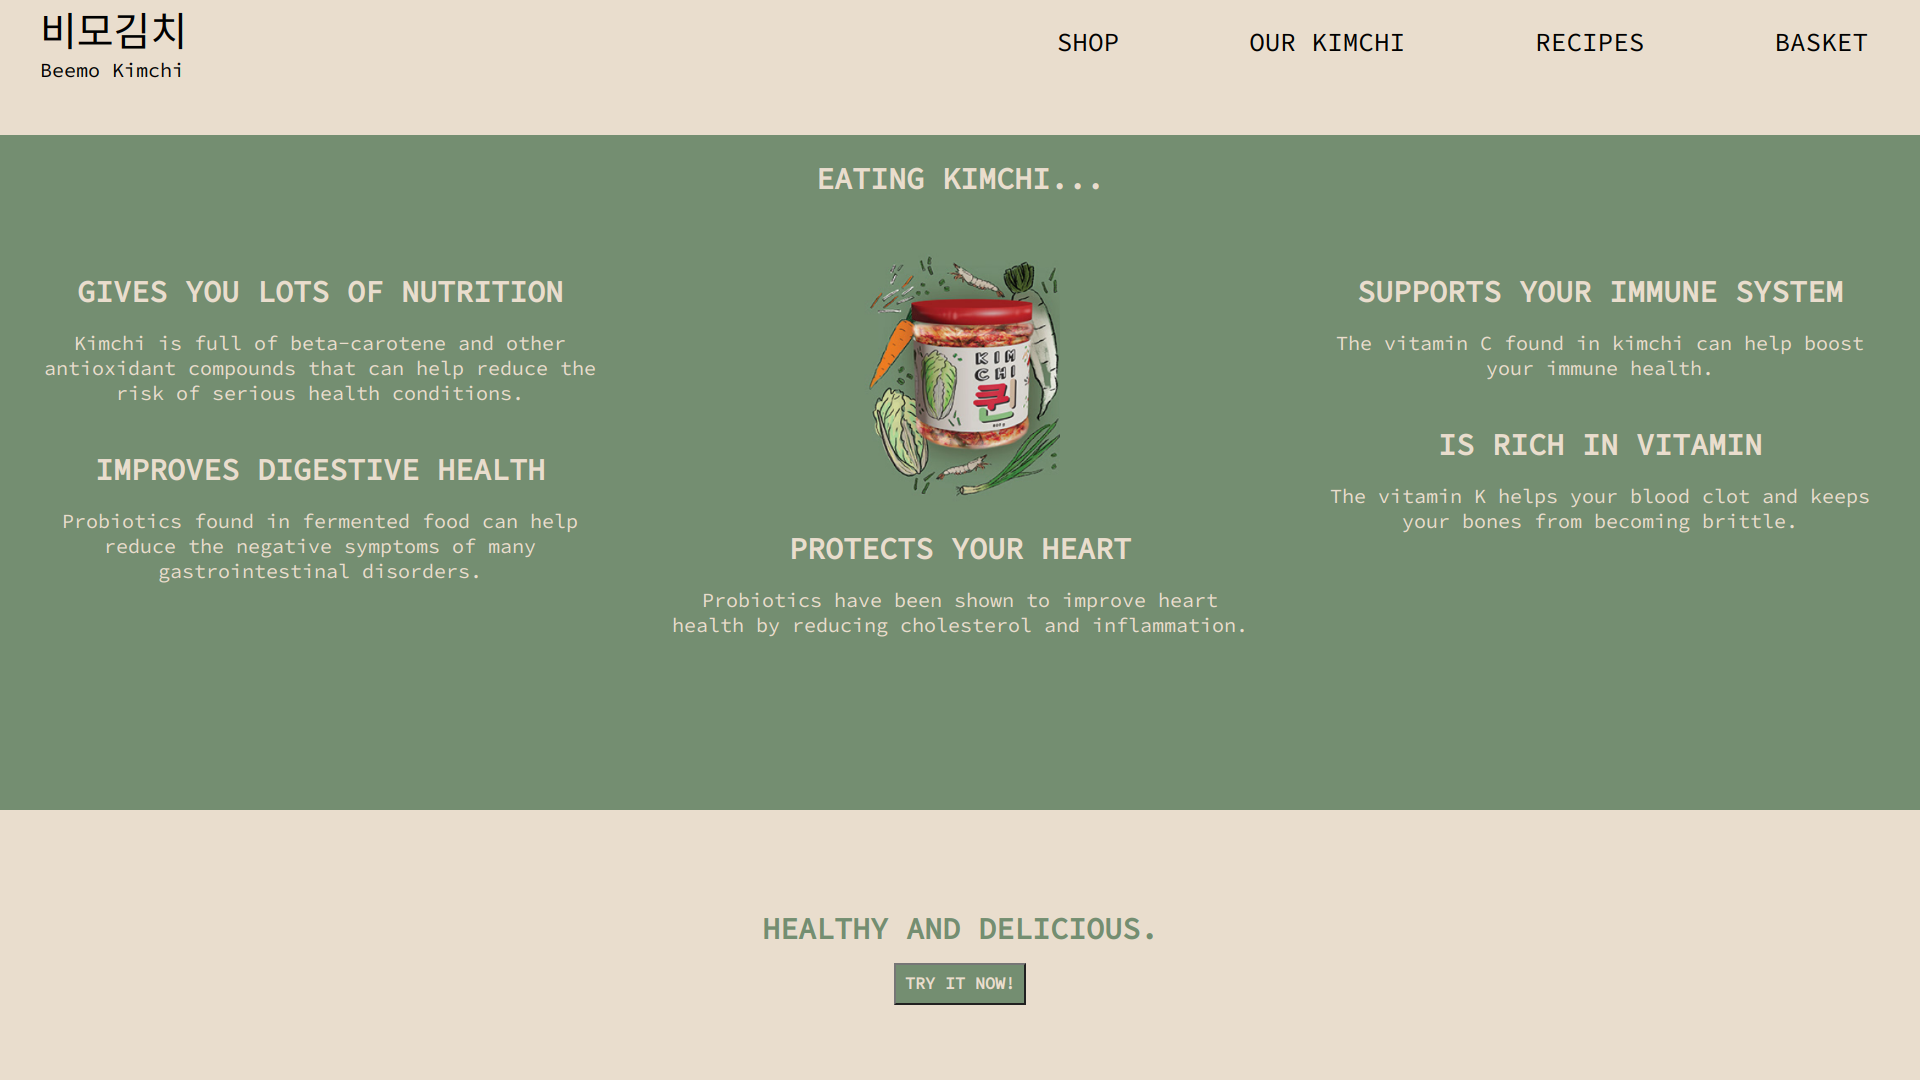 비모김치
Beemo Kimchi
SHOP
OUR KIMCHI
RECIPES
BASKET
EATING KIMCHI...
GIVES YOU LOTS OF NUTRITION
Kimchi is full of beta-carotene and other
antioxidant compounds that can help reduce the
risk of serious health conditions.
IMPROVES DIGESTIVE HEALTH
Probiotics found in fermented food can help
reduce the negative symptoms of many
gastrointestinal disorders.
KIM
CHI
퀸
PROTECTS YOUR HEART
Probiotics have been shown to improve heart
health by reducing cholesterol and inflammation.
SUPPORTS YOUR IMMUNE SYSTEM
The vitamin C found in kimchi can help boost
your immune health.
IS RICH IN VITAMIN
The vitamin K helps your blood clot and keeps
your bones from becoming brittle.
HEALTHY AND DELICIOUS.
TRY IT NOW!